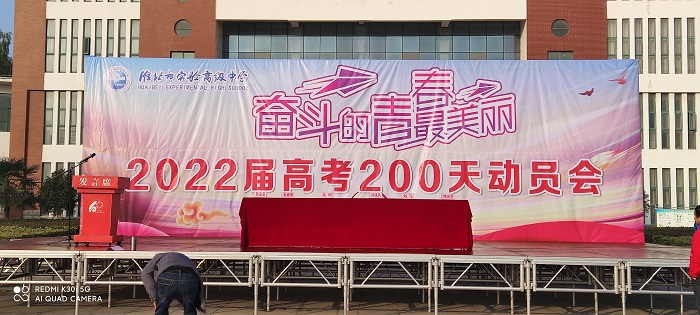 淮北市实验高级中学
HUAIBEI EXPERIMENTAL HIGH SCHOOL
奋斗的青春最美丽
2022届高考200天动员会
发言席
REDMI K30 5G
AI QUAD CAMERA